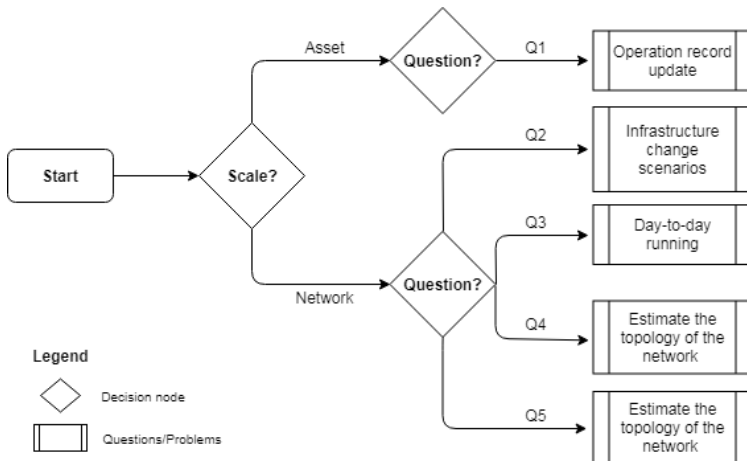 Asset
Question?
Q1
Operation record
update
Q2
Infrastructure
change
scenarios
Start
Scale?
Q3
Day-to-day
running
Network
Question?
Q4
Estimate the
topology of the
network
Legend
Decision node
Q5
Estimate the
topology of the
network
Questions/Problems